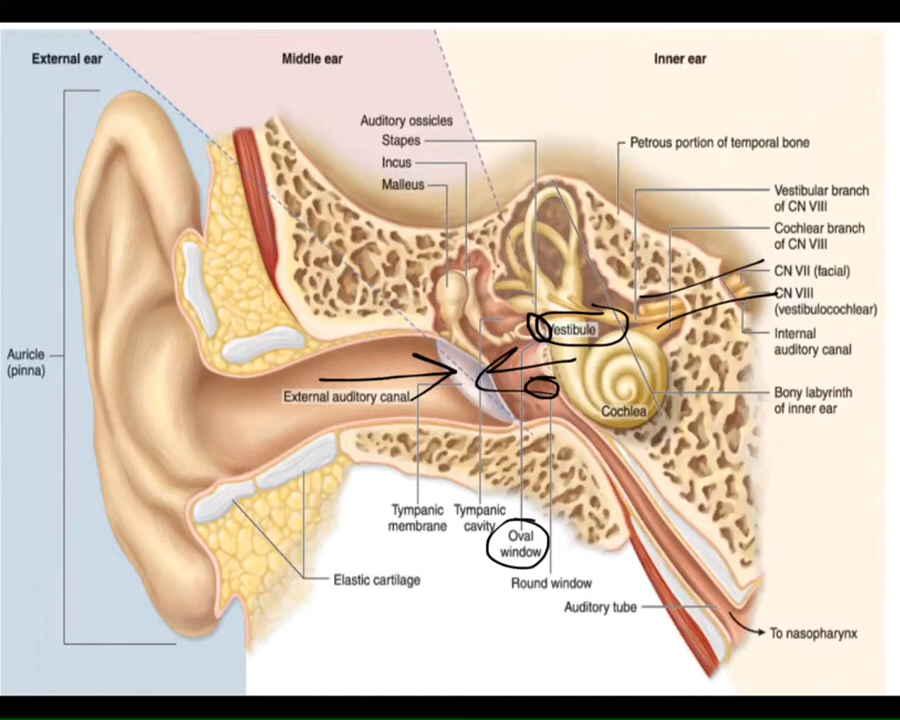 External ear
Middle ear
Inner ear
Auditory ossicles
Stapes
Incus
Malleus
Petrous portion of temporal bone
Vestibular branch
of CN VIII
Cochlear branch
of CN VIII
CN VII (facial)
CN VIII
(vestibulocochlear)
Internal
auditory canal
Bony labyrinth
of inner ear
Vestibule
Cochlea
Auricle
(pinna)
External auditory canal
Tympanic
membrane
Tympanic
cavity
Oval
window
Round window
Elastic cartilage
Auditory tube
To nasopharynx